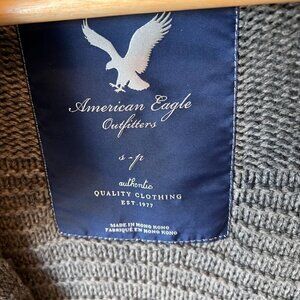 American Eagle
Outfitters
s-p
authentic
QUALITY CLOTHING
EST. 1977
MADE IN HONG KONG
FABRIQUÉ EN HONG KONG